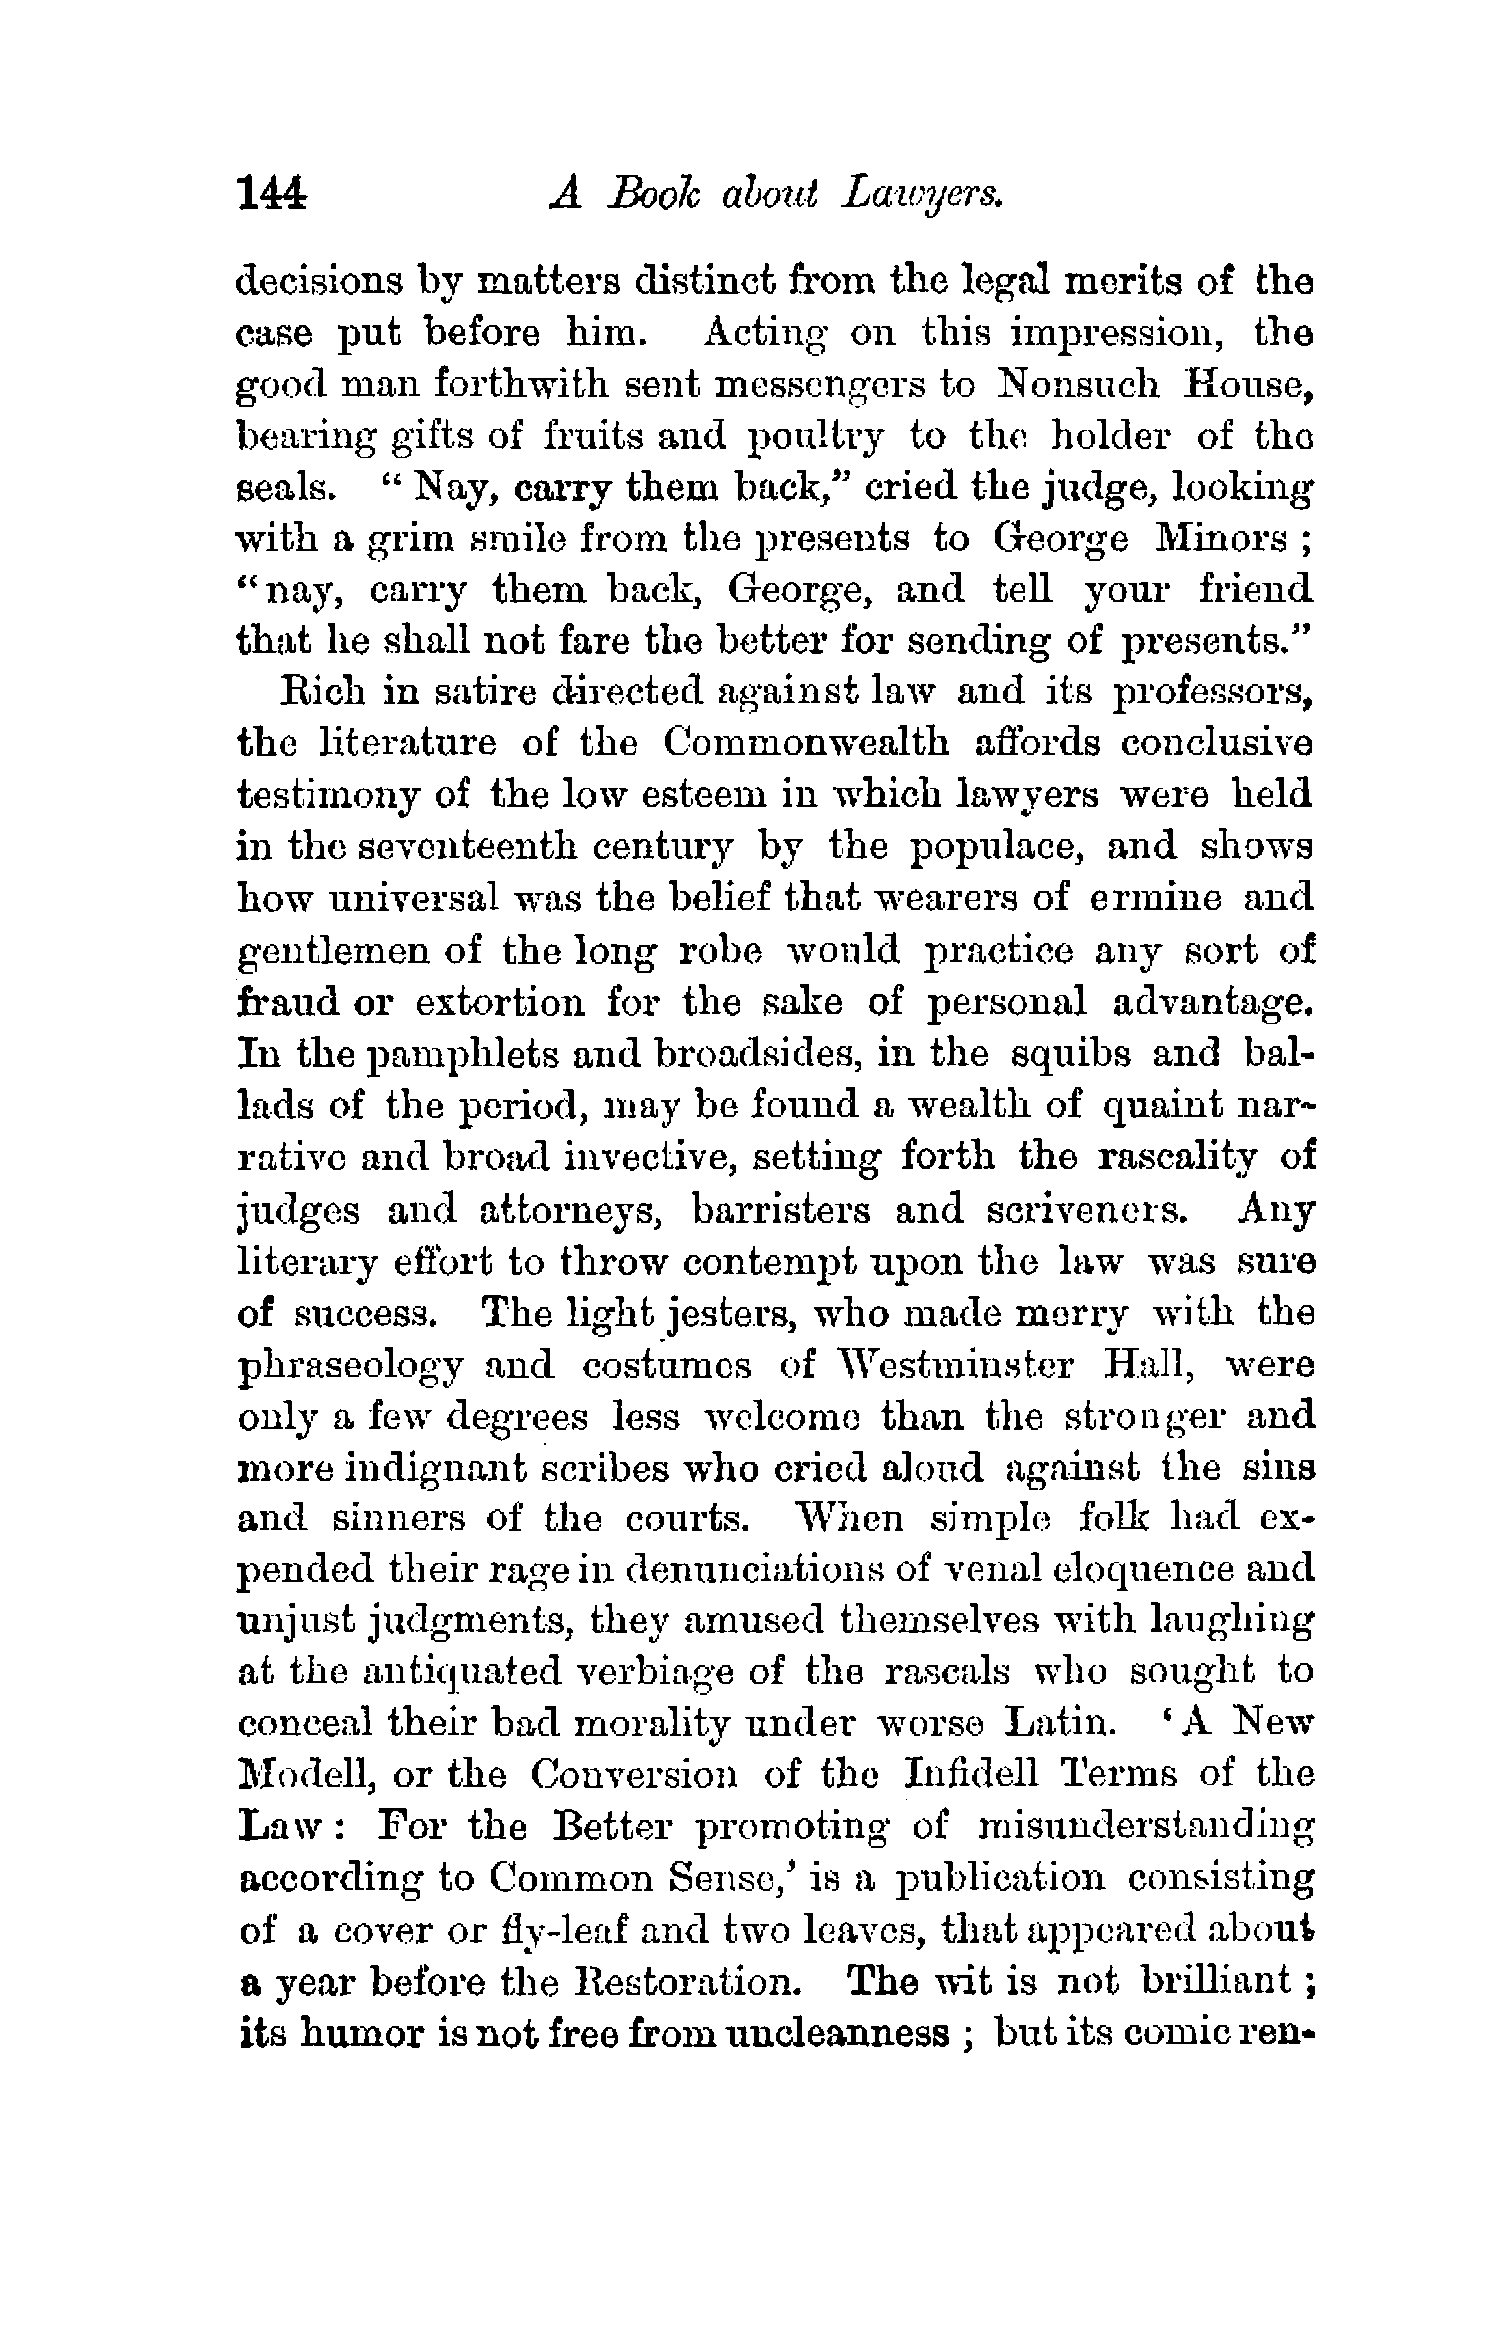 144 A Book about Lawyers.
decisions by matters distinct from the legal merits of the
case put before him. Acting on this impression, the
good man forthwith sent messengers to Nonsuch House,
bearing gifts of fruits and poultry to the holder of the
seals. “ Nay, carry them back,” cried the judge, looking
with a grim smile from the presents to George Minors ;
“ nay, carry them back, George, and tell your friend
that he shall not fare the better for sending of presents.”
Rich in satire directed against law and its professors,
the literature of the Commonwealth affords conclusive
testimony of the low esteem in which lawyers were held
in the seventeenth century by the populace, and shows
how universal was the belief that wearers of ermine and
gentlemen of the long robe would practice any sort of
fraud or extortion for the sake of personal advantage.
In the pamphlets and broadsides, in the squibs and bal-
lads of the period, may be found a wealth of quaint nar-
rative and broad invective, setting forth the rascality of
judges and attorneys, barristers and scriveners. Any
literary effort to throw contempt upon the law was sure
of success. The light jesters, who made merry with the
phraseology and costumes of Westminster Hall, were
only a few degrees less welcome than the stronger and
more indignant scribes who cried aloud against the sins
and sinners of the courts. When simple folk had ex-
pended their rage in denunciations of venal eloquence and
unjust judgments, they amused themselves with laughing
at the antiquated verbiage of the rascals who sought to
conceal their bad morality under worse Latin. ‘ A New
Modell, or the Conversion of the Infidell Terms of the
Law : For the Better promoting of misunderstanding
according to Common Sense,’ is a publication consisting
of a cover or fly-leaf and two leaves, that appeared about
a year before the Restoration. The wit is not brilliant ;
its humor is not free from uncleanness ; but its comic ren-